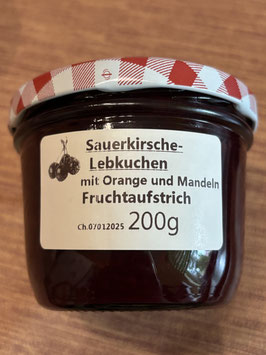 Sauerkirsche-
Lebkuchen
mit Orange und Mandeln
Fruchtaufstrich
Ch.07012025 200g